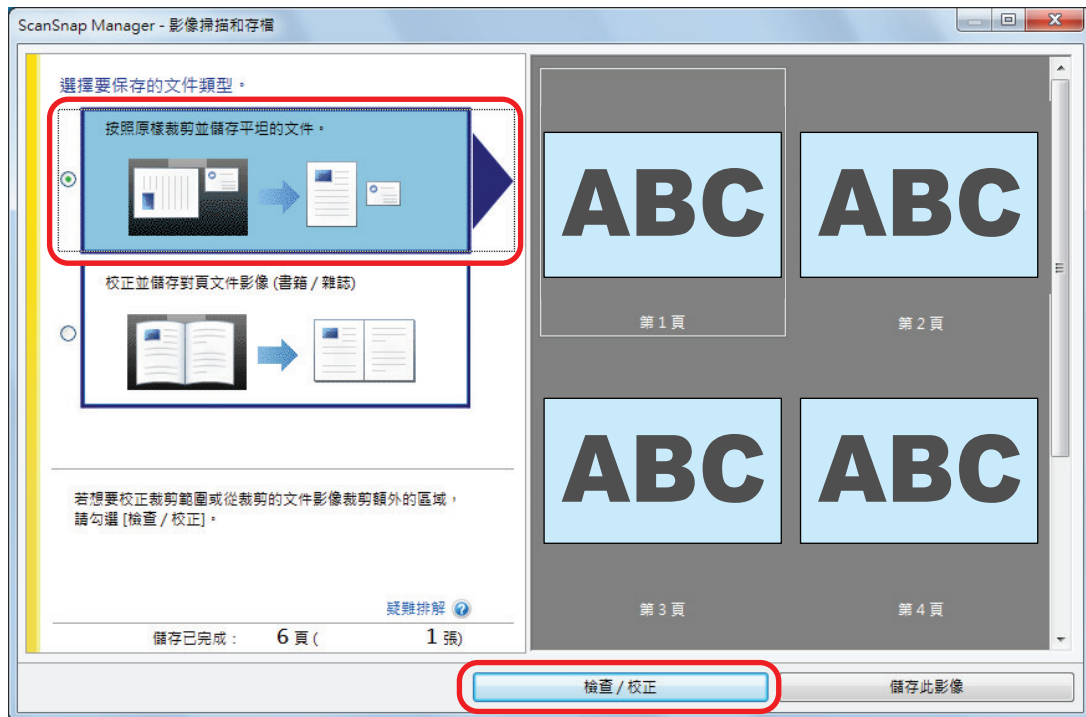 ScanSnap Manager - 影像掃描和存檔
選擇要保存的文件類型。
按照原樣裁剪並儲存平坦的文件。
校正並儲存對頁文件影像 (書籍 / 雜誌)
若想要校正裁剪範圍或從裁剪的文件影像裁剪額外的區域，
請勾選 [檢查 / 校正]。
疑難排解
儲存已完成： 6 頁 ( 1 張)
ABC
ABC
第 1 頁
第 2 頁
ABC
ABC
第 3 頁
第 4 頁
檢查 / 校正
儲存此影像